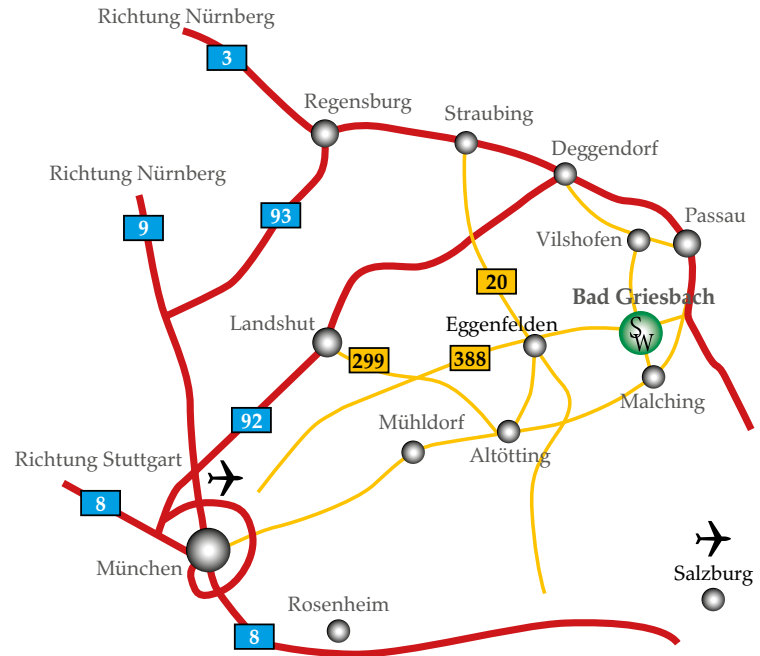 Richtung Nürnberg
3
Regensburg
Straubing
Deggendorf
Richtung Nürnberg
93
9
Passau
Vilshofen
20
Bad Griesbach
Landshut
Eggenfelden
S
W
299
388
Malching
92
Mühldorf
Altötting
Richtung Stuttgart
8
München
Salzburg
Rosenheim
8